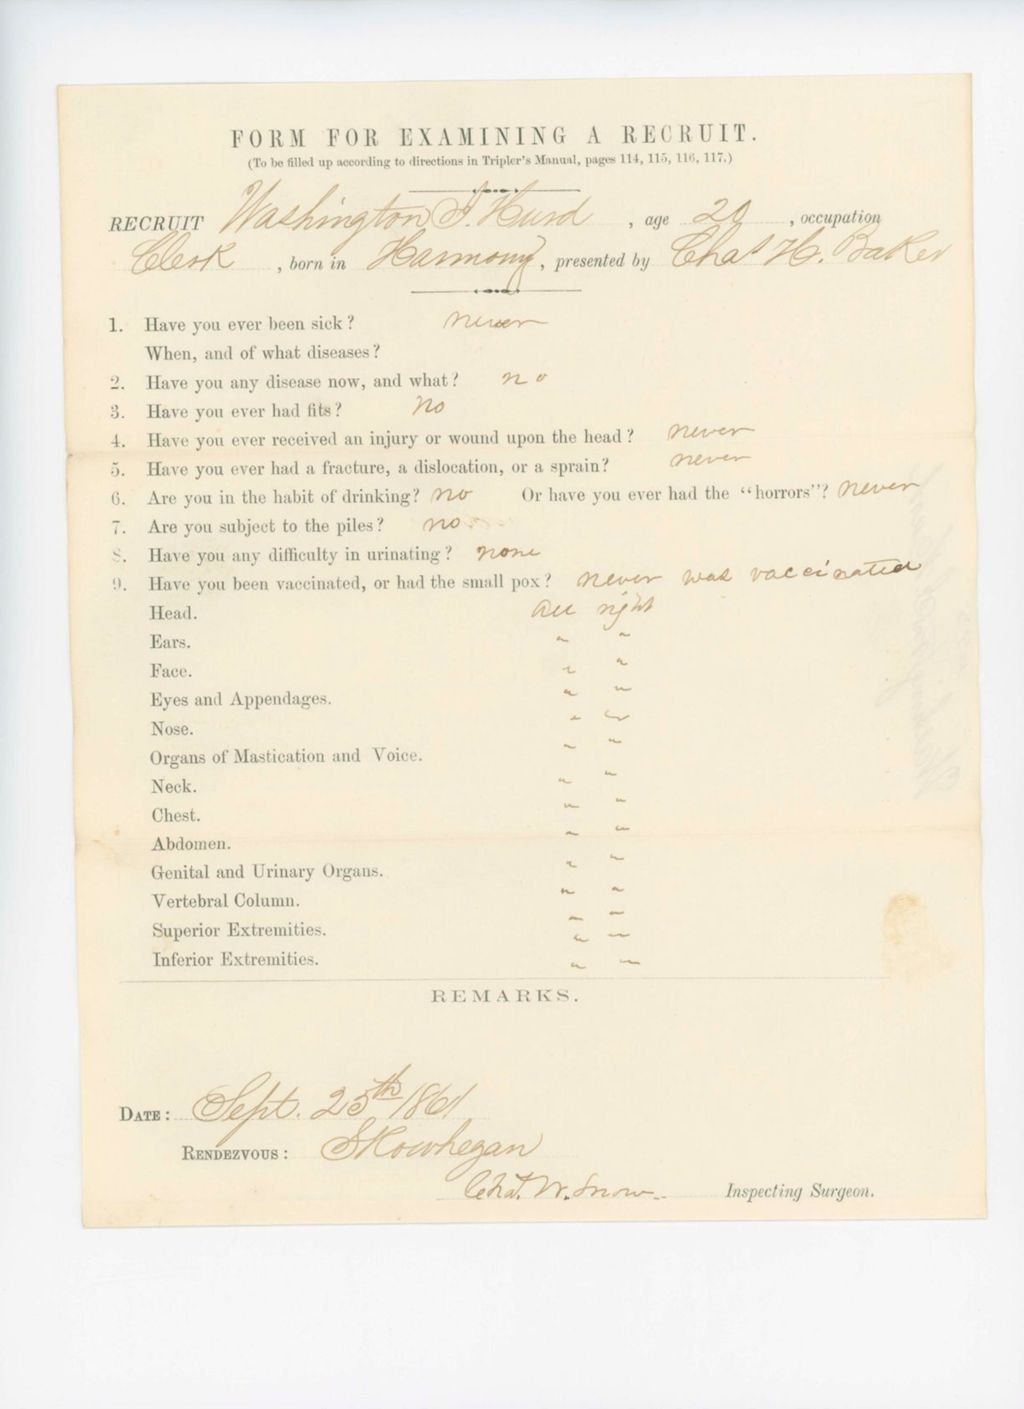 FORM FOR EXAMINING A RECRUIT.
(To be filled up according to directions in Tripler's Manual, pages 114, 115, 116, 117.)
RECRUIT Washington I. Hurd , age 20 , occupation
Clerk , born in Harmony , presented by Chas H. Baker
1. Have you ever been sick? never
When, and of what diseases?
2. Have you any disease now, and what? no
3. Have you ever had fits? No
4. Have you ever received an injury or wound upon the head? never
5. Have you ever had a fracture, a dislocation, or a sprain? never
6. Are you in the habit of drinking? no Or have you ever had the "horrors"? never
7. Are you subject to the piles? no
8. Have you any difficulty in urinating? none
9. Have you been vaccinated, or had the small pox? never was vaccinated
Head. All right
Ears. " "
Face. " "
Eyes and Appendages. " "
Nose. " "
Organs of Mastication and Voice. " "
Neck. " "
Chest. " "
Abdomen. " "
Genital and Urinary Organs. " "
Vertebral Column. " "
Superior Extremities. " "
Inferior Extremities. " "
REMARKS.
DATE: Sept. 25th 1861
RENDEZVOUS: Skowhegan
Chas. W. Snow Inspecting Surgeon.